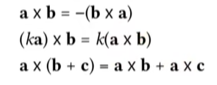 a x b = −(b x a)
(ka) x b = k(a x b)
a x (b + c) = a x b + a x c